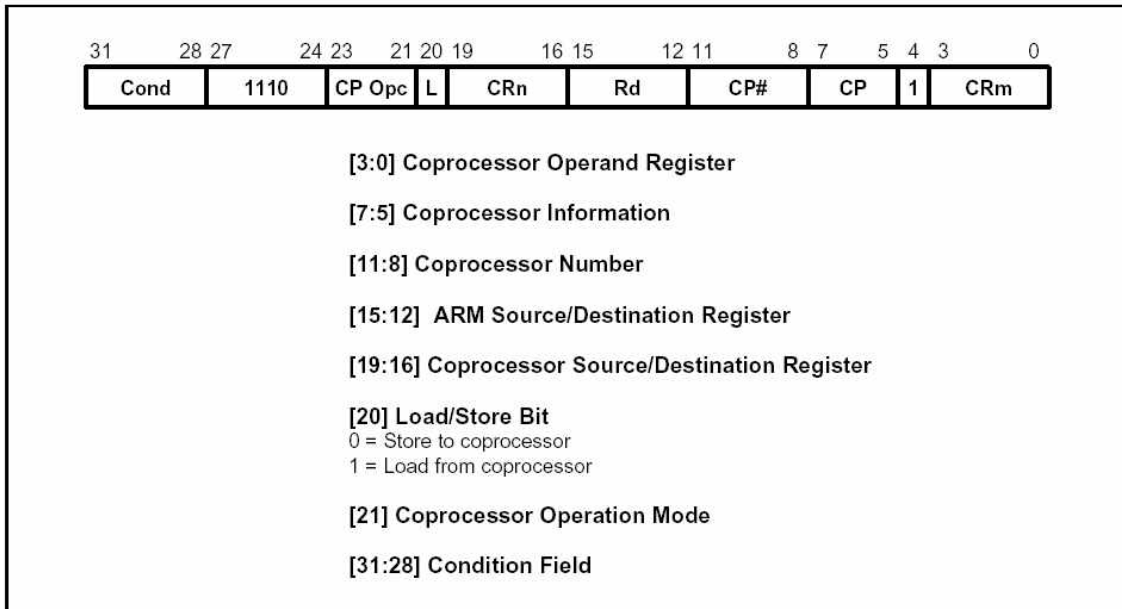 31 28 27 24 23 21 20 19 16 15 12 11 8 7 5 4 3 0
Cond 1110 CP Opc L CRn Rd CP# CP 1 CRm
[3:0] Coprocessor Operand Register
[7:5] Coprocessor Information
[11:8] Coprocessor Number
[15:12] ARM Source/Destination Register
[19:16] Coprocessor Source/Destination Register
[20] Load/Store Bit
0 = Store to coprocessor
1 = Load from coprocessor
[21] Coprocessor Operation Mode
[31:28] Condition Field